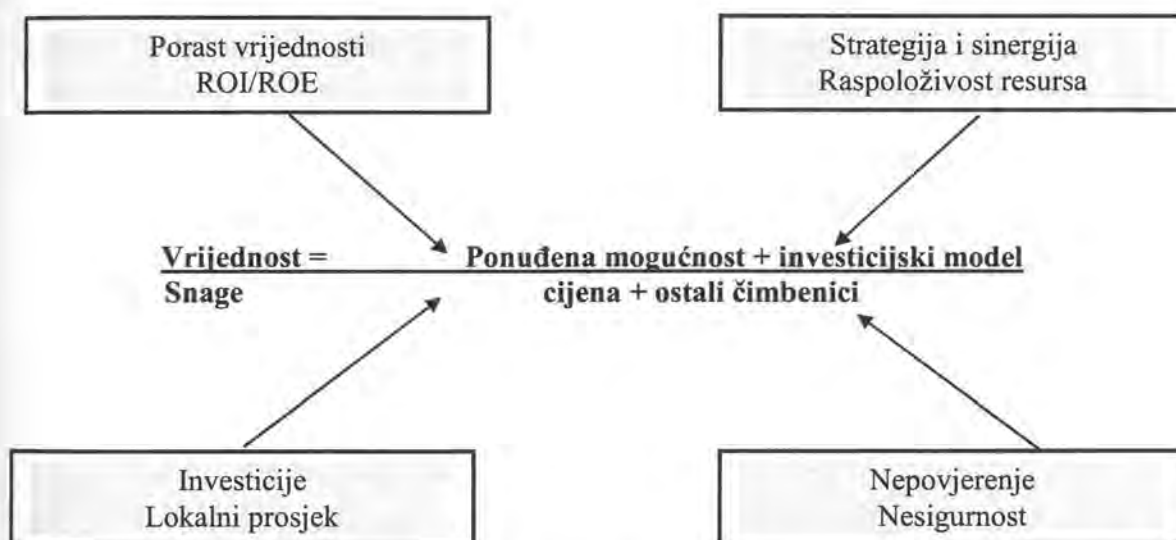 Porast vrijednosti
ROI/ROE
Strategija i sinergija
Raspoloživost resursa
Vrijednost = Ponuđena mogućnost + investicijski model
Snage cijena + ostali čimbenici
Investicije
Lokalni prosjek
Nepovjerenje
Nesigurnost